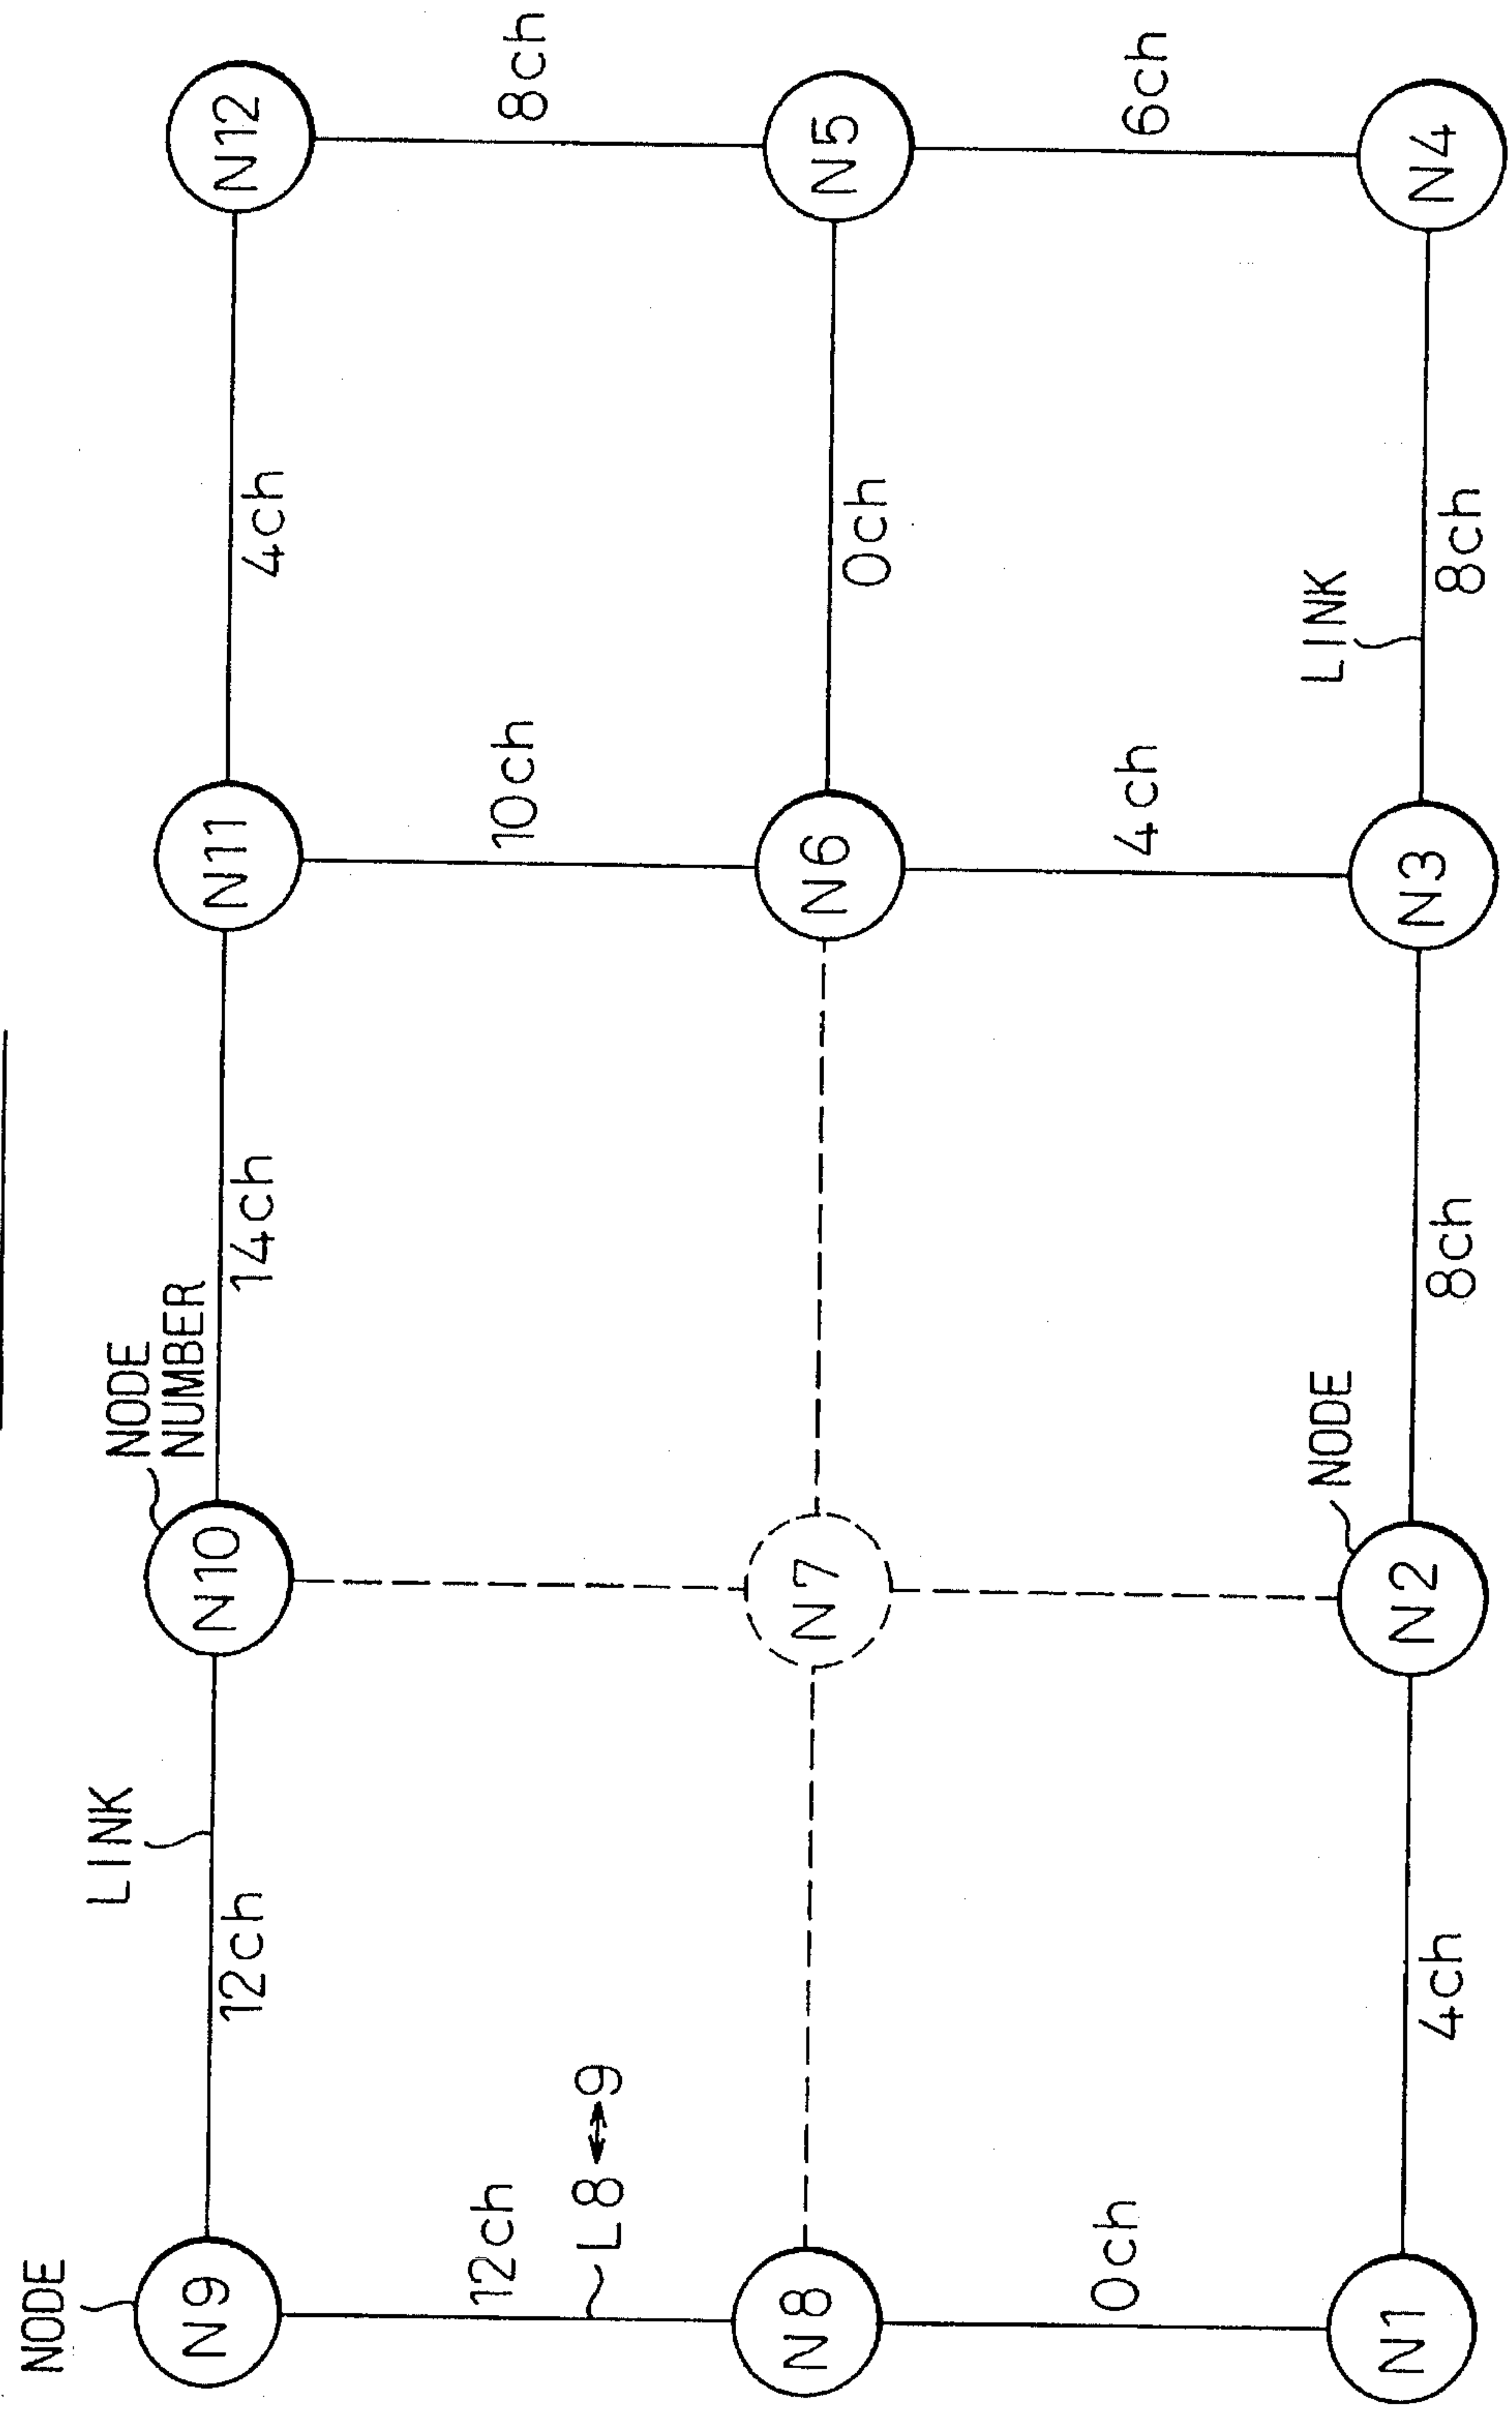 NODE
LINK
NODE
NUMBER
N9
12ch
N10
14ch
N11
4ch
N12
12ch
10ch
8ch
L8↔9
N8
N7
N6
0ch
N5
0ch
4ch
6ch
NODE
LINK
N1
4ch
N2
8ch
N3
8ch
N4